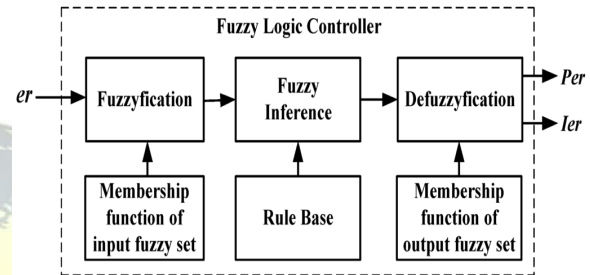 Fuzzy Logic Controller
er
Fuzzyfication
Fuzzy
Inference
Defuzzyfication
Per
Ier
Membership
function of
input fuzzy set
Rule Base
Membership
function of
output fuzzy set